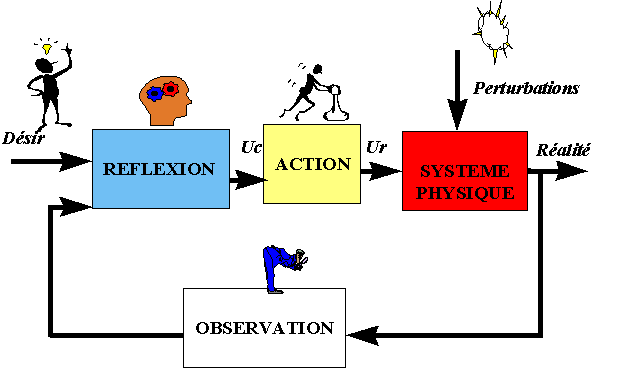 Perturbations
Désir
REFLEXION
Uc
ACTION
Ur
SYSTEME
PHYSIQUE
Réalité
OBSERVATION